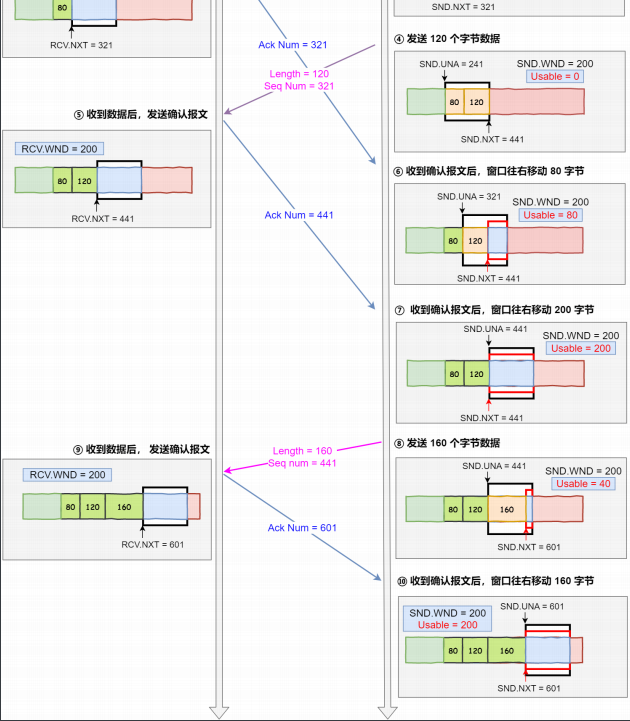 SND.NXT = 321
80
RCV.NXT = 321
Ack Num = 321
④ 发送 120 个字节数据
SND.UNA = 241
SND.WND = 200
Usable = 0
80
120
SND.NXT = 441
Length = 120
Seq Num = 321
⑤ 收到数据后，发送确认报文
RCV.WND = 200
80
120
RCV.NXT = 441
⑥ 收到确认报文后，窗口往右移动 80 字节
SND.UNA = 321
SND.WND = 200
Usable = 80
80
120
SND.NXT = 441
Ack Num = 441
⑦ 收到确认报文后，窗口往右移动 200 字节
SND.UNA = 441
SND.WND = 200
Usable = 200
80
120
SND.NXT = 441
⑧ 发送 160 个字节数据
SND.UNA = 441
SND.WND = 200
Usable = 40
80
120
160
SND.NXT = 601
Length = 160
Seq num = 441
⑨ 收到数据后， 发送确认报文
RCV.WND = 200
80
120
160
RCV.NXT = 601
Ack Num = 601
⑩ 收到确认报文后，窗口往右移动 160 字节
SND.UNA = 601
SND.WND = 200
Usable = 200
80
120
160
SND.NXT = 601